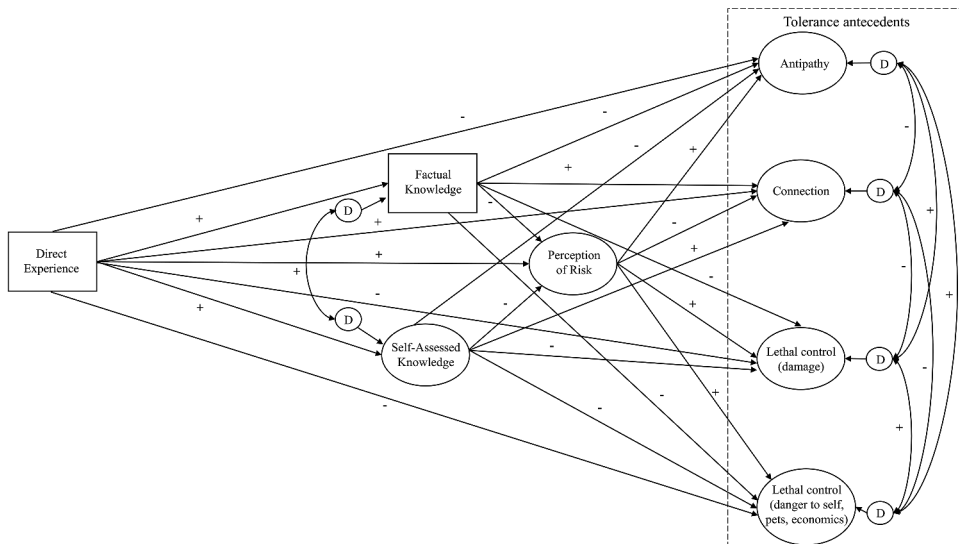 Tolerance antecedents
Antipathy
D
-
-
-
-
+
Factual
Knowledge
+
Connection
D
D
-
+
+
-
+
-
+
Direct
Experience
+
+
Perception
of Risk
-
-
+
-
+
-
-
+
D
Self-Assessed
Knowledge
-
Lethal control
(damage)
D
-
-
-
+
-
+
Lethal control
(danger to self,
pets, economics)
D